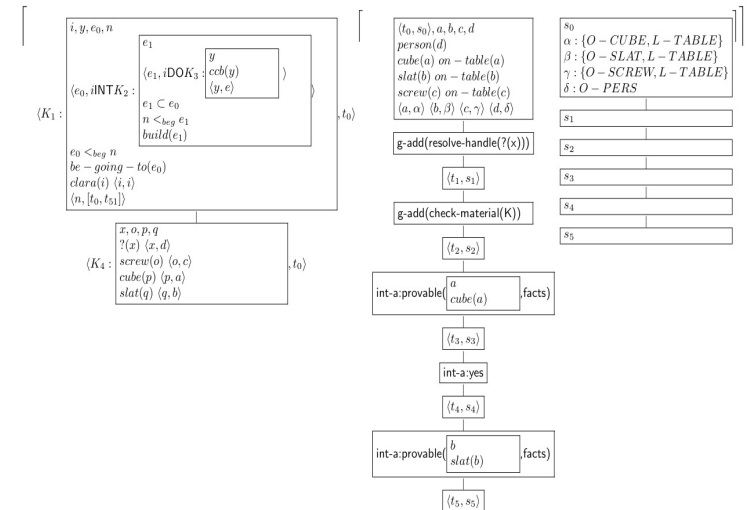 i, y, e₀, n
e₁
y
⟨e₁, iDOK₃ : ccb(y) ⟩
⟨y, e⟩
⟨e₀, iINTK₂ : ⟩
e₁ ⊂ e₀
n <beg e₁
build(e₁)
⟨K₁ : , t₀⟩
e₀ <beg n
be − going − to(e₀)
clara(i) ⟨i, i⟩
⟨n, [t₀, t₅₁]⟩
x, o, p, q
?(x) ⟨x, d⟩
⟨K₄ : screw(o) ⟨o, c⟩ , t₀⟩
cube(p) ⟨p, a⟩
slat(q) ⟨q, b⟩
⟨t₀, s₀⟩, a, b, c, d
person(d)
cube(a) on − table(a)
slat(b) on − table(b)
screw(c) on − table(c)
⟨a, α⟩ ⟨b, β⟩ ⟨c, γ⟩ ⟨d, δ⟩
g-add(resolve-handle(?(x)))
⟨t₁, s₁⟩
g-add(check-material(K))
⟨t₂, s₂⟩
a
int-a:provable( cube(a) ,facts)
⟨t₃, s₃⟩
int-a:yes
⟨t₄, s₄⟩
b
int-a:provable( slat(b) ,facts)
⟨t₅, s₅⟩
s₀
α : {O − CUBE, L − TABLE}
β : {O − SLAT, L − TABLE}
γ : {O − SCREW, L − TABLE}
δ : O − PERS
s₁
s₂
s₃
s₄
s₅